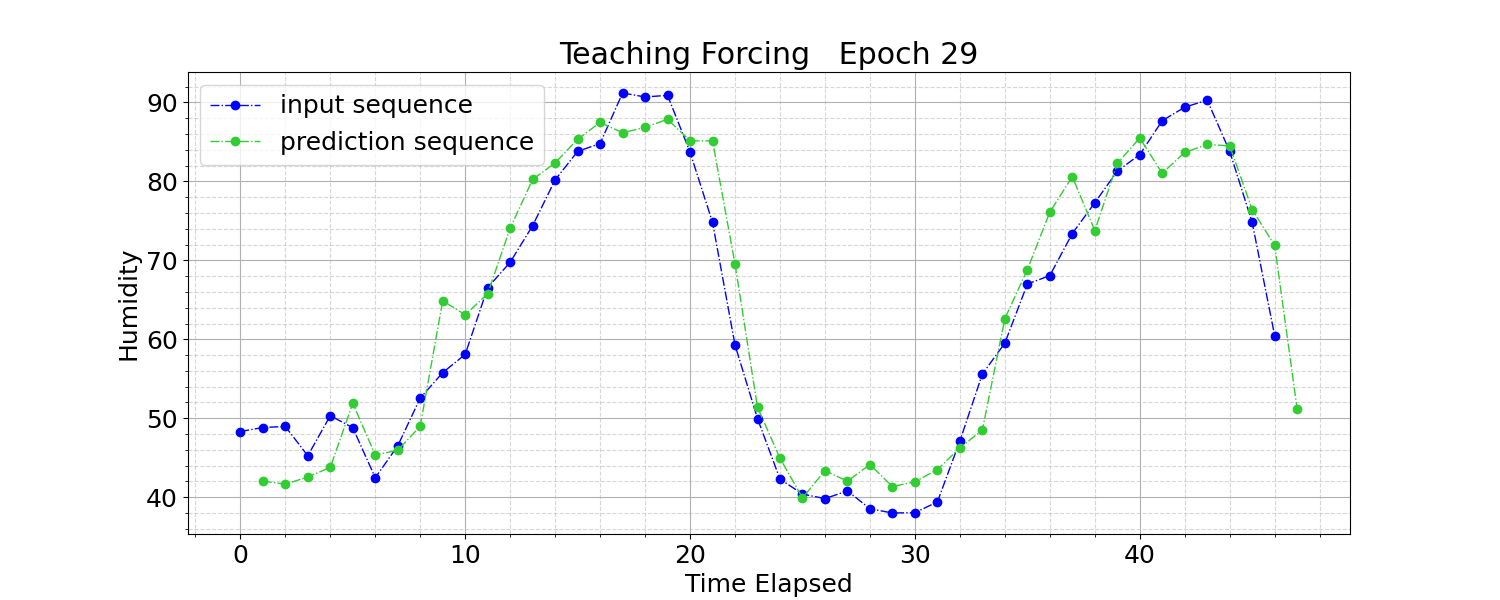 Teaching Forcing   Epoch 29
input sequence
prediction sequence
90
80
70
60
50
40
Humidity
0 10 20 30 40
Time Elapsed